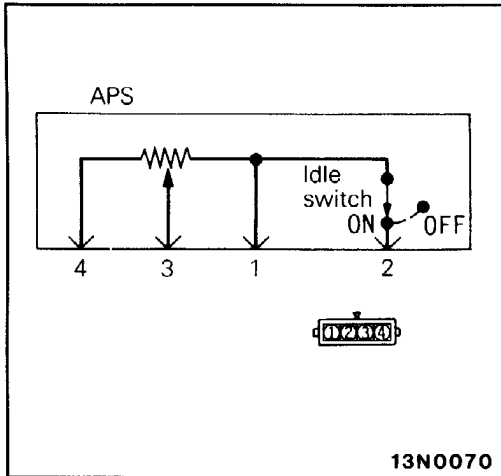 APS
Idle
switch
ON OFF
4 3 1 2
①②③④
13N0070